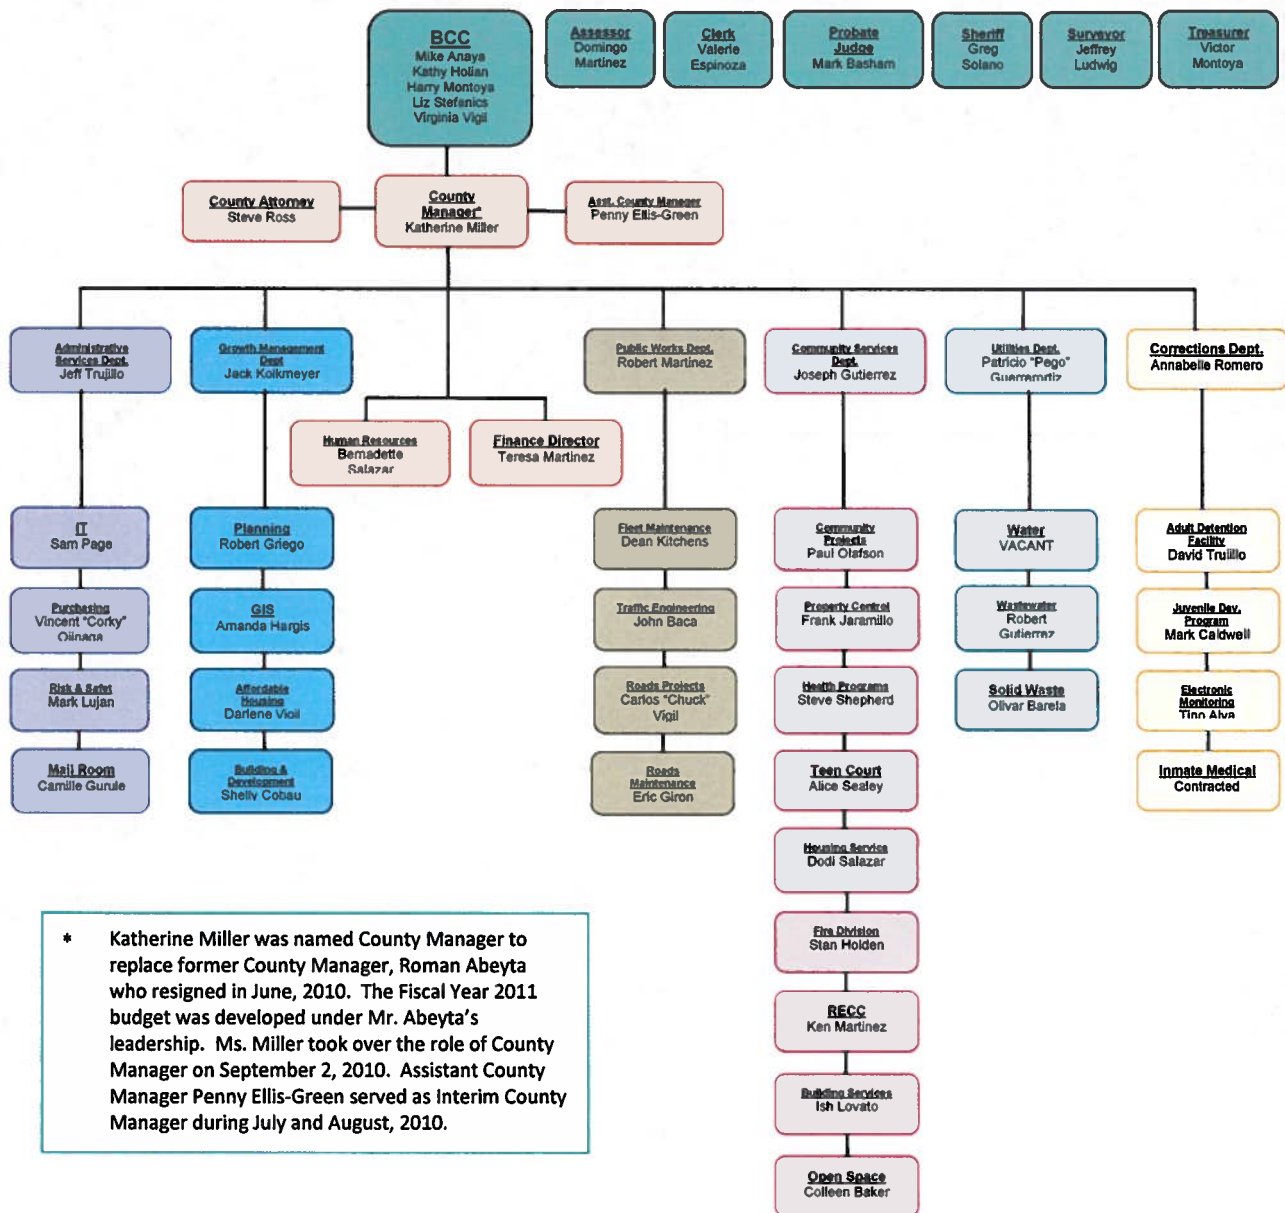 BCC
Mike Anaya
Kathy Holian
Harry Montoya
Liz Stefanics
Virginia Vigil
Assessor
Domingo
Martinez
Clerk
Valerie
Espinoza
Probate
Judge
Mark Basham
Sheriff
Greg
Solano
Surveyor
Jeffrey
Ludwig
Treasurer
Victor
Montoya
County Attorney
Steve Ross
County
Manager*
Katherine Miller
Asst. County Manager
Penny Ellis-Green
Administrative
Services Dept.
Jeff Trujillo
Growth Management
Dept
Jack Kolkmeyer
Public Works Dept.
Robert Martinez
Community Services
Dept.
Joseph Gutierrez
Utilities Dept.
Patricio "Pego"
Corrections Dept.
Annabelle Romero
Human Resources
Bernadette
Salazar
Finance Director
Teresa Martinez
IT
Sam Page
Purchasing
Vincent "Corky"
Risk & Safet
Mark Lujan
Mail Room
Camille Gurule
Planning
Robert Griego
GIS
Amanda Hargis
Affordable
Housing
Darlene Vigil
Building &
Development
Shelly Cobau
Fleet Maintenance
Dean Kitchens
Traffic Engineering
John Baca
Roads Projects
Carlos "Chuck"
Vigil
Roads
Maintenance
Eric Giron
Community
Projects
Paul Olafson
Property Control
Frank Jaramillo
Health Programs
Steve Shepherd
Teen Court
Alice Sealey
Housing Service
Dodi Salazar
Fire Division
Stan Holden
RECC
Ken Martinez
Building Services
Ish Lovato
Open Space
Colleen Baker
Water
VACANT
Wastewater
Robert
Gutierrez
Solid Waste
Olivar Barela
Adult Detention
Facility
David Trujillo
Juvenile Dev.
Program
Mark Caldwell
Electronic
Monitoring
Tino Alva
Inmate Medical
Contracted
* Katherine Miller was named County Manager to
replace former County Manager, Roman Abeyta
who resigned in June, 2010. The Fiscal Year 2011
budget was developed under Mr. Abeyta's
leadership. Ms. Miller took over the role of County
Manager on September 2, 2010. Assistant County
Manager Penny Ellis-Green served as Interim County
Manager during July and August, 2010.